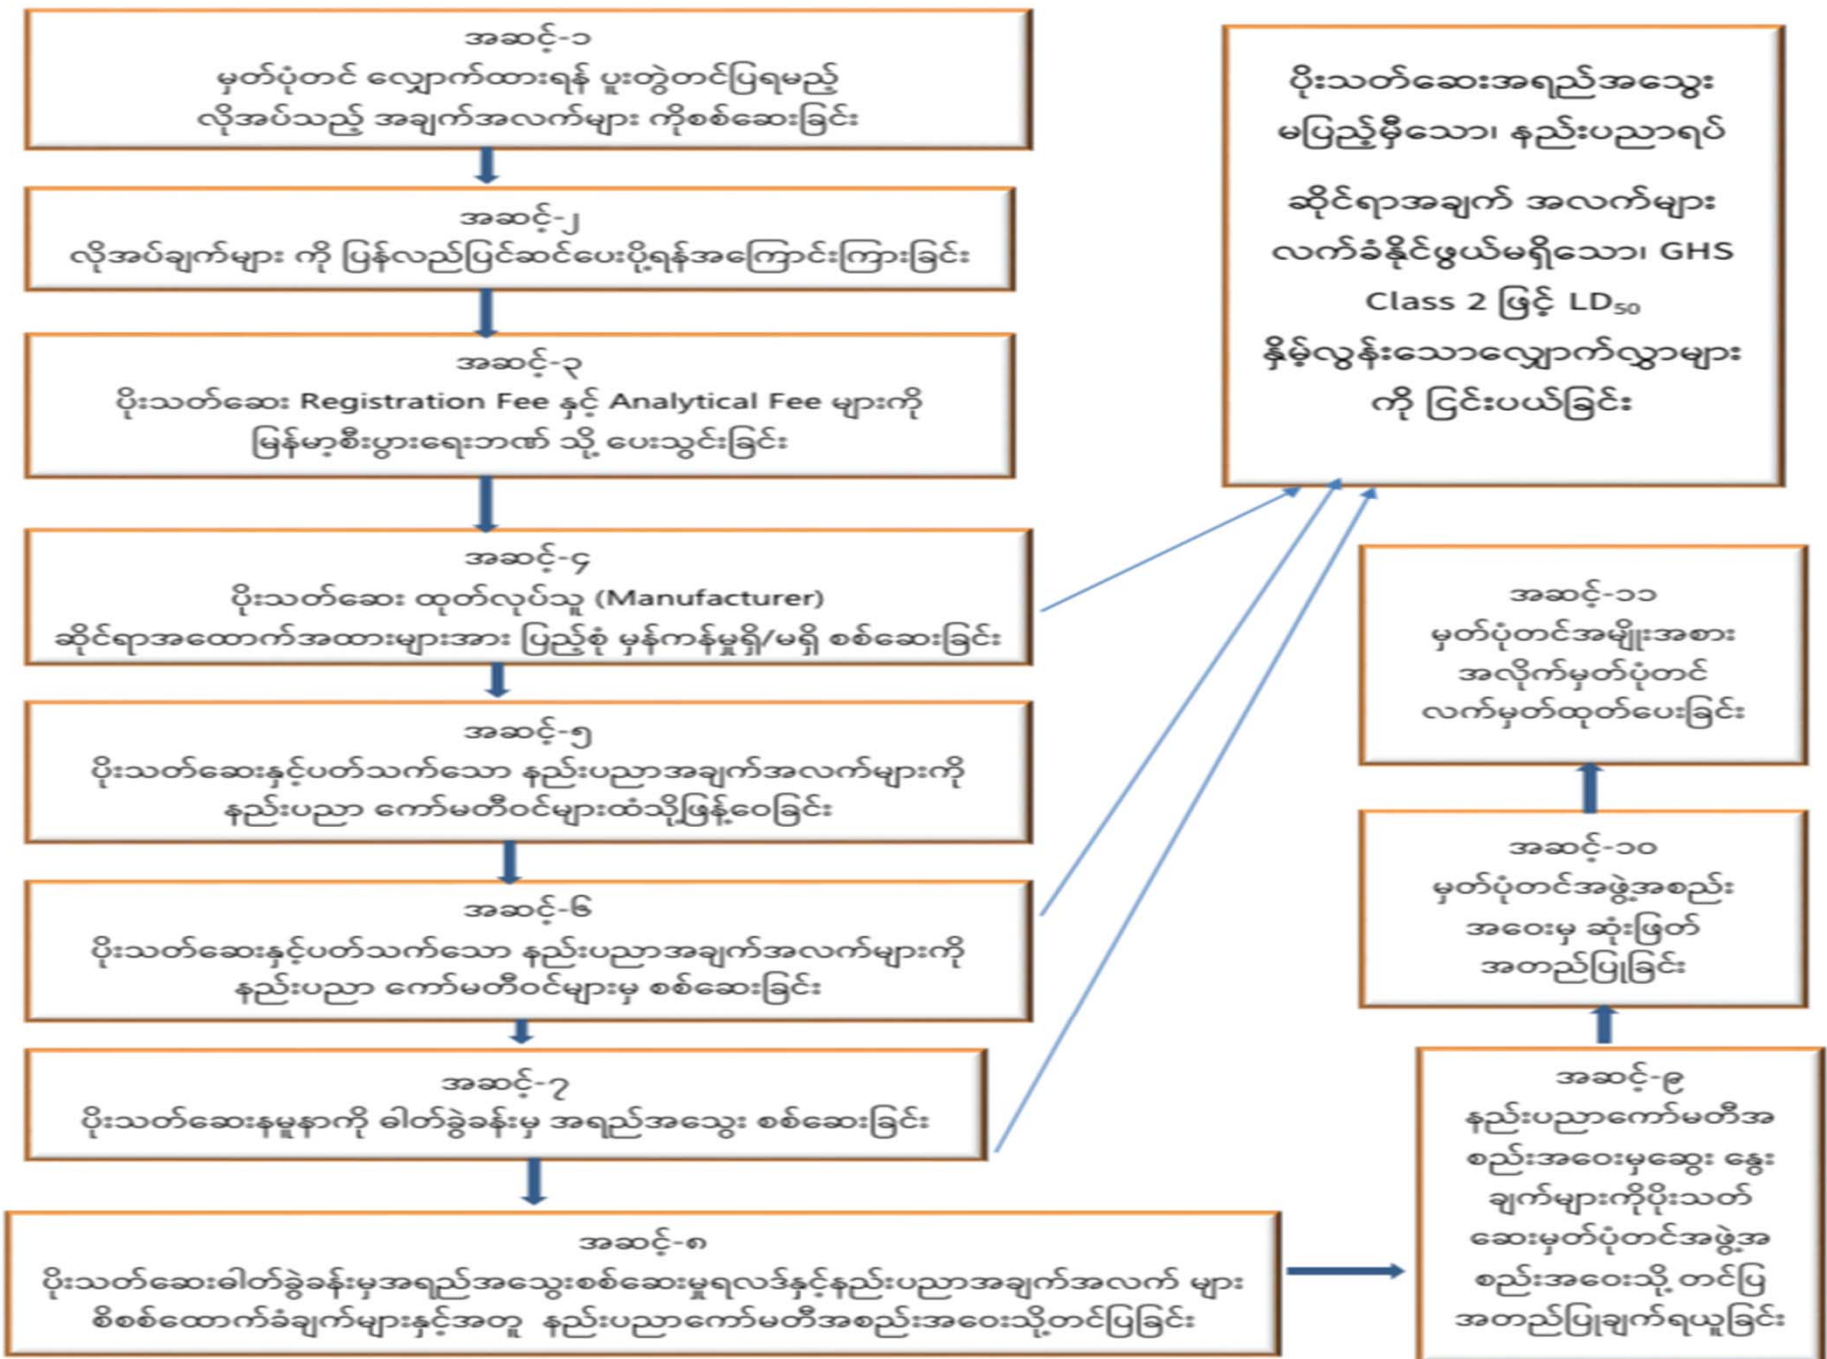 အဆင့်-၁
မှတ်ပုံတင် လျှောက်ထားရန် ပူးတွဲတင်ပြရမည့်
လိုအပ်သည့် အချက်အလက်များ ကိုစစ်ဆေးခြင်း
အဆင့်-၂
လိုအပ်ချက်များ ကို ပြန်လည်ပြင်ဆင်ပေးပို့ရန်အကြောင်းကြားခြင်း
အဆင့်-၃
ပိုးသတ်ဆေး Registration Fee နှင့် Analytical Fee များကို
မြန်မာ့စီးပွားရေးဘဏ် သို့ ပေးသွင်းခြင်း
အဆင့်-၄
ပိုးသတ်ဆေး ထုတ်လုပ်သူ (Manufacturer)
ဆိုင်ရာအထောက်အထားများအား ပြည့်စုံ မှန်ကန်မှုရှိ/မရှိ စစ်ဆေးခြင်း
အဆင့်-၅
ပိုးသတ်ဆေးနှင့်ပတ်သက်သော နည်းပညာအချက်အလက်များကို
နည်းပညာ ကော်မတီဝင်များထံသို့ဖြန့်ဝေခြင်း
အဆင့်-၆
ပိုးသတ်ဆေးနှင့်ပတ်သက်သော နည်းပညာအချက်အလက်များကို
နည်းပညာ ကော်မတီဝင်များမှ စစ်ဆေးခြင်း
အဆင့်-၇
ပိုးသတ်ဆေးနမူနာကို ဓါတ်ခွဲခန်းမှ အရည်အသွေး စစ်ဆေးခြင်း
အဆင့်-၈
ပိုးသတ်ဆေးဓါတ်ခွဲခန်းမှအရည်အသွေးစစ်ဆေးမှုရလဒ်နှင့်နည်းပညာအချက်အလက် များ
စိစစ်ထောက်ခံချက်များနှင့်အတူ နည်းပညာကော်မတီအစည်းအဝေးသို့တင်ပြခြင်း
အဆင့်-၉
နည်းပညာကော်မတီအ
စည်းအဝေးမှဆွေး နွေး
ချက်များကိုပိုးသတ်
ဆေးမှတ်ပုံတင်အဖွဲ့အ
စည်းအဝေးသို့ တင်ပြ
အတည်ပြုချက်ရယူခြင်း
အဆင့်-၁၀
မှတ်ပုံတင်အဖွဲ့အစည်း
အဝေးမှ ဆုံးဖြတ်
အတည်ပြုခြင်း
အဆင့်-၁၁
မှတ်ပုံတင်အမျိုးအစား
အလိုက်မှတ်ပုံတင်
လက်မှတ်ထုတ်ပေးခြင်း
ပိုးသတ်ဆေးအရည်အသွေး
မပြည့်မှီသော၊ နည်းပညာရပ်
ဆိုင်ရာအချက် အလက်များ
လက်ခံနိုင်ဖွယ်မရှိသော၊ GHS
Class 2 ဖြင့် LD₅₀
နှိမ့်လွန်းသောလျှောက်လွှာများ
ကို ငြင်းပယ်ခြင်း